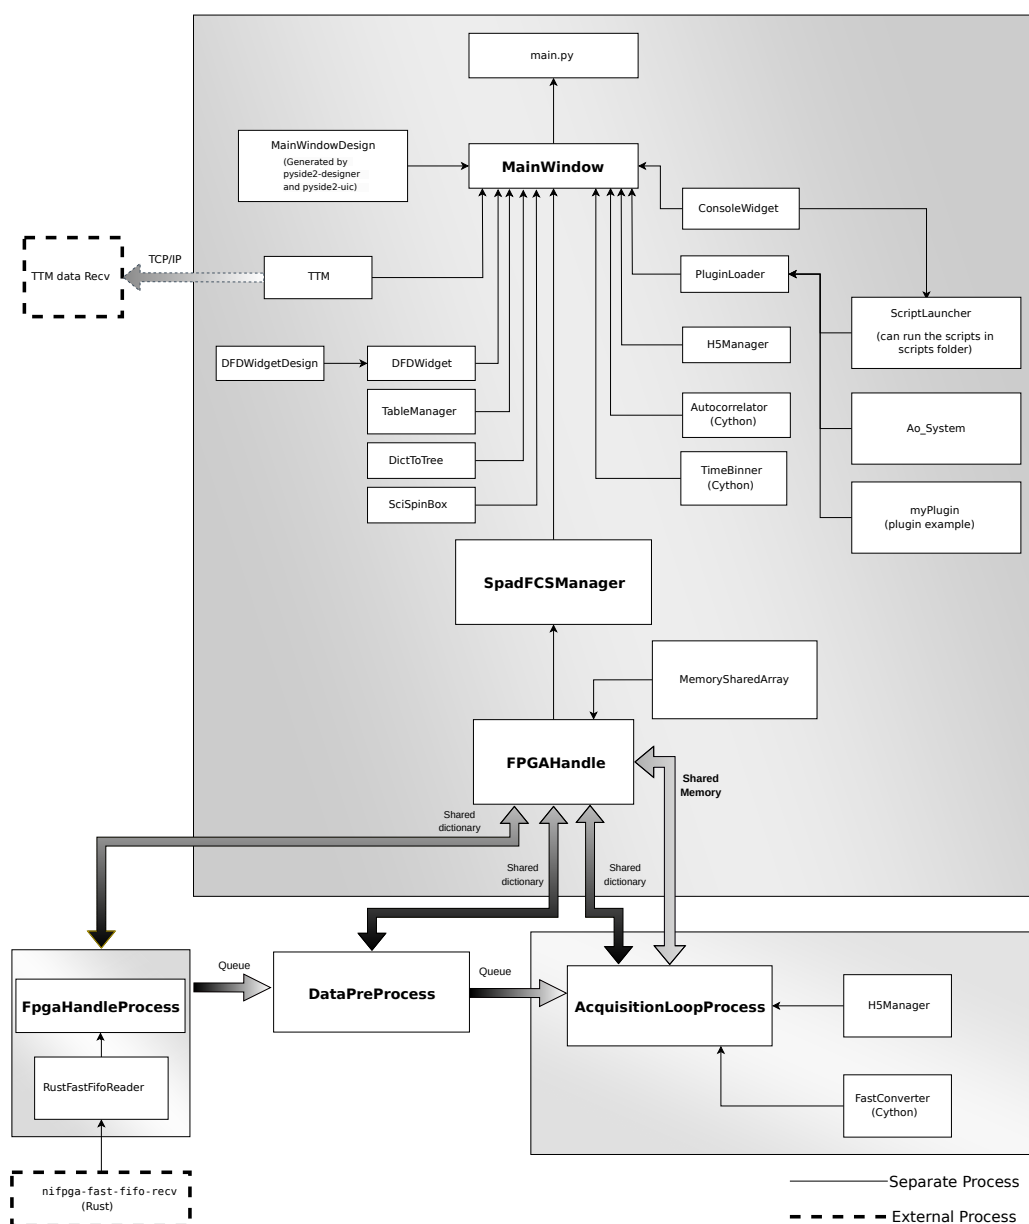 main.py
MainWindowDesign
(Generated by
pyside2-designer
and pyside2-uic)
MainWindow
ConsoleWidget
TCP/IP
TTM data Recv
TTM
PluginLoader
ScriptLauncher
(can run the scripts in
scripts folder)
DFDWidgetDesign
DFDWidget
H5Manager
TableManager
Autocorrelator
(Cython)
Ao_System
DictToTree
TimeBinner
(Cython)
SciSpinBox
myPlugin
(plugin example)
SpadFCSManager
MemorySharedArray
FPGAHandle
Shared
Memory
Shared
dictionary
Shared
dictionary
Shared
dictionary
Queue
Queue
FpgaHandleProcess
DataPreProcess
AcquisitionLoopProcess
H5Manager
RustFastFifoReader
FastConverter
(Cython)
nifpga-fast-fifo-recv
(Rust)
Separate Process
External Process